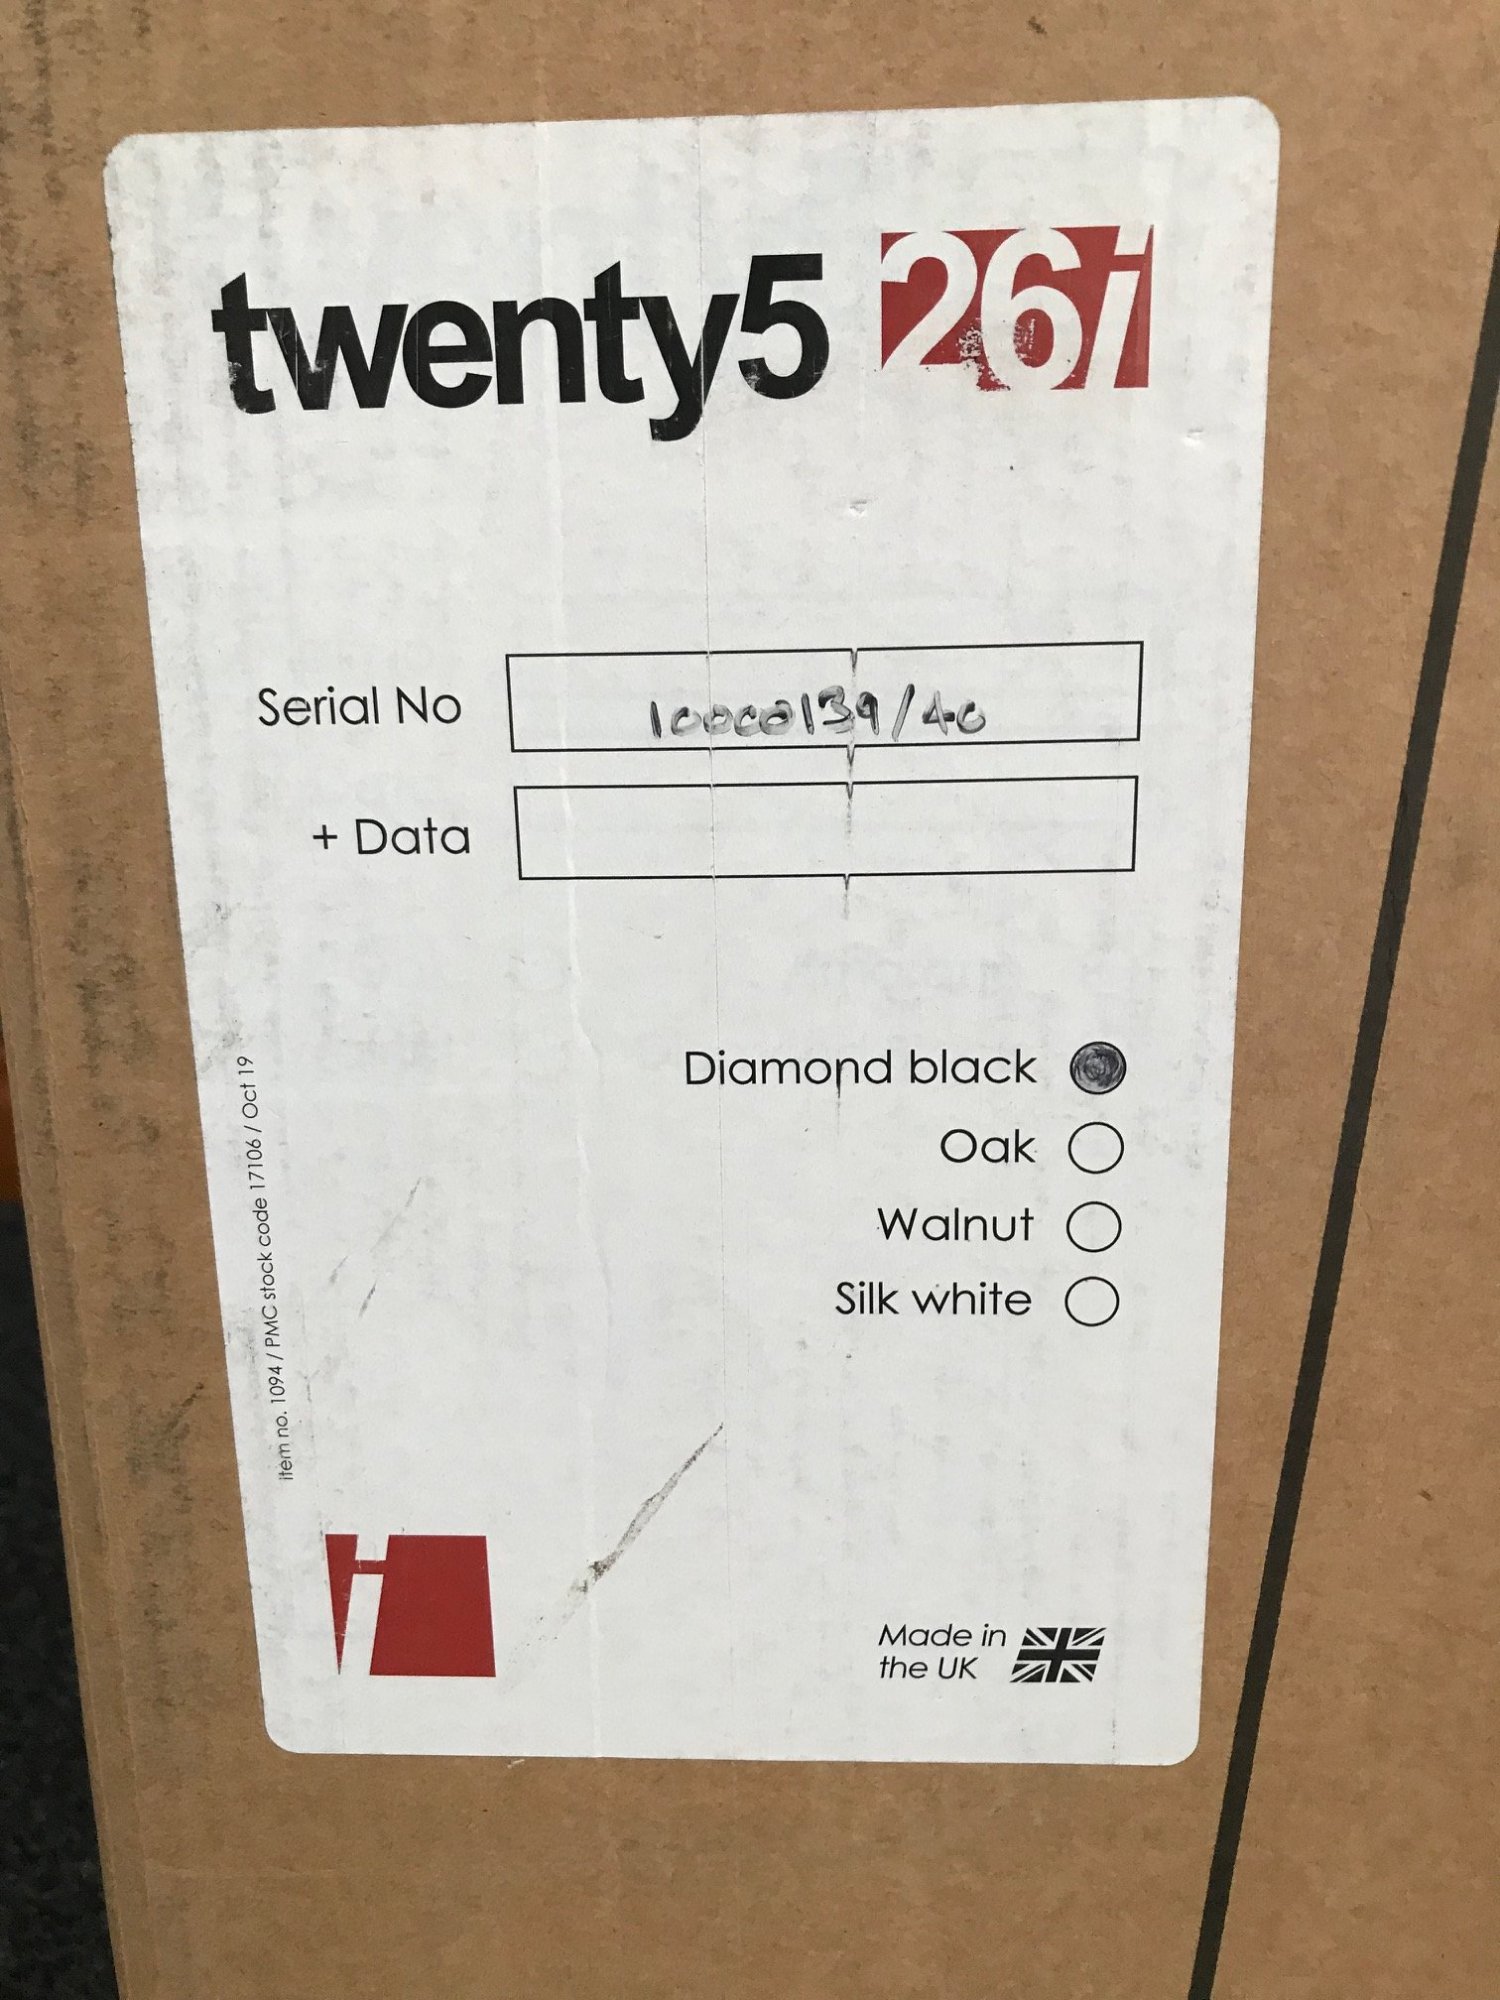 twenty5 26i
Serial No 10000139/40
+ Data
Diamond black
Oak
Walnut
Silk white
item no. 1094 / PMC stock code 17106 / Oct 19
i
Made in
the UK